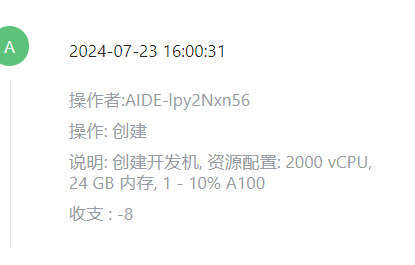 A
2024-07-23 16:00:31
操作者:AIDE-lpy2Nxn56
操作: 创建
说明: 创建开发机, 资源配置: 2000 vCPU,
24 GB 内存, 1 - 10% A100
收支 : -8